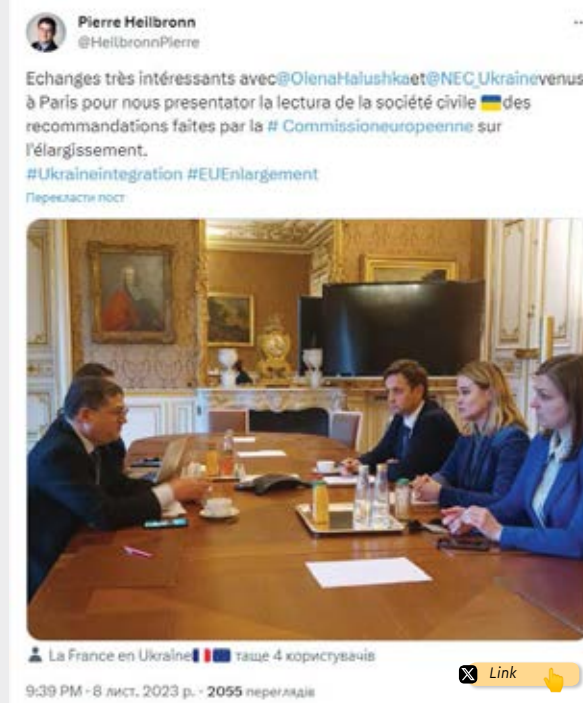 Pierre Heilbronn
@HeilbronnPierre
Echanges très intéressants avec@OlenaHalushkaet@NEC_Ukrainevenus
à Paris pour nous presentator la lectura de la société civile 🇺🇦des
recommandations faites par la # Commissioneuropeenne sur
l'élargissement.
#Ukraineintegration #EUEnlargement
Перекласти пост
La France en Ukraine🇫🇷🇪🇺 таще 4 користувачів
9:39 PM · 8 лист. 2023 р. · 2055 переглядів
Link